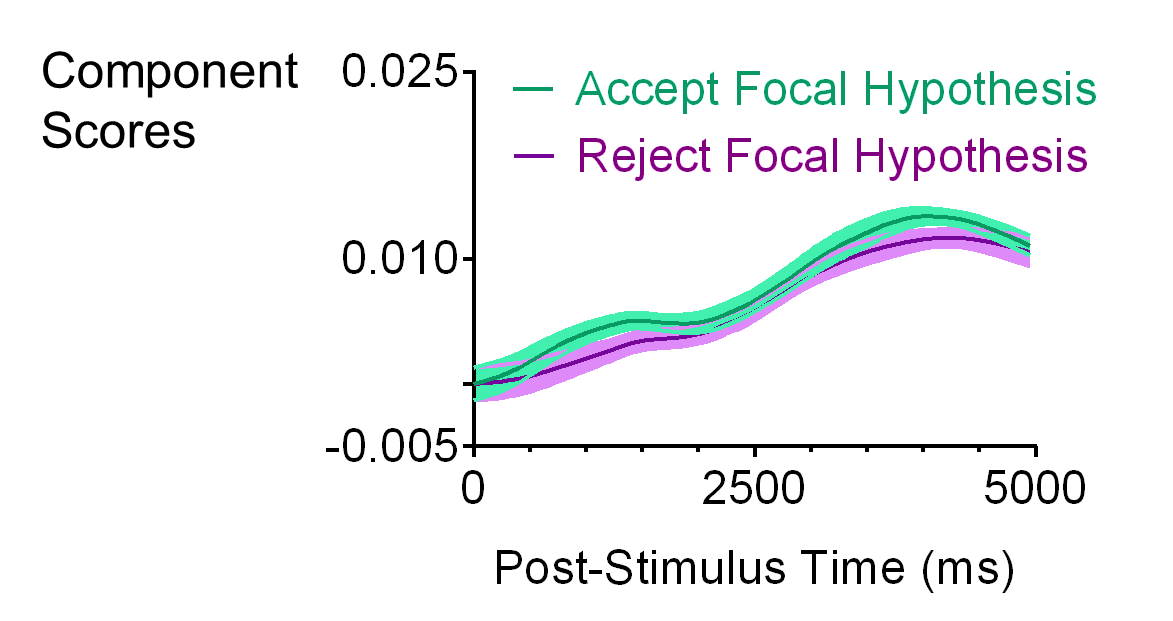 Component
Scores
0.025
Accept Focal Hypothesis
Reject Focal Hypothesis
0.010
-0.005
0 2500 5000
Post-Stimulus Time (ms)